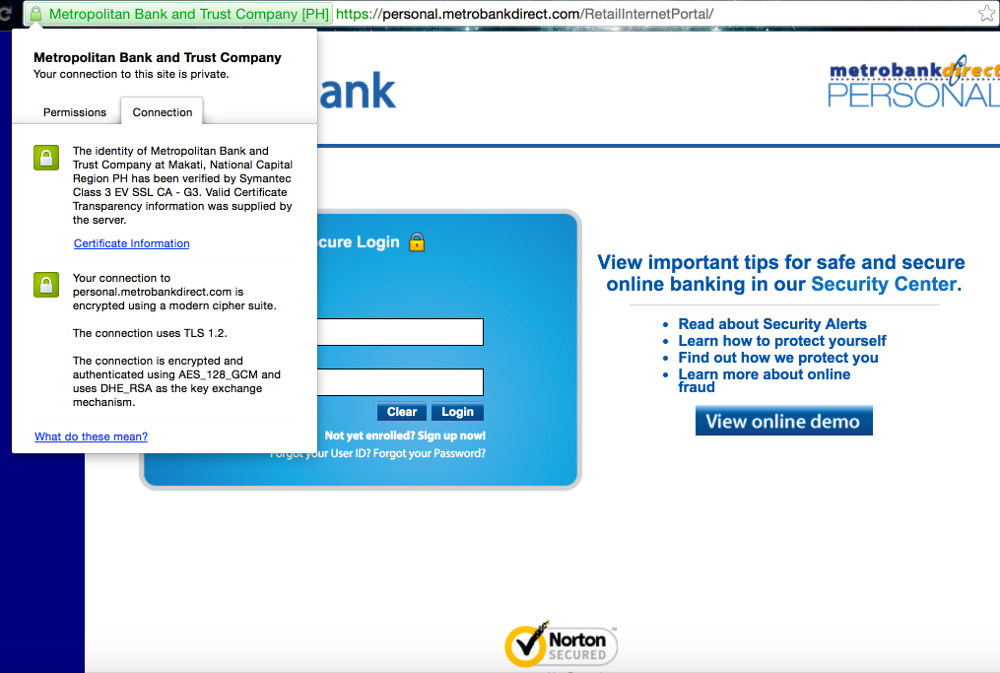 Metropolitan Bank and Trust Company [PH] https://personal.metrobankdirect.com/RetailInternetPortal/
Metropolitan Bank and Trust Company
Your connection to this site is private.
Permissions Connection
The identity of Metropolitan Bank and
Trust Company at Makati, National Capital
Region PH has been verified by Symantec
Class 3 EV SSL CA - G3. Valid Certificate
Transparency information was supplied by
the server.
Certificate Information
Your connection to
personal.metrobankdirect.com is
encrypted using a modern cipher suite.
The connection uses TLS 1.2.
The connection is encrypted and
authenticated using AES_128_GCM and
uses DHE_RSA as the key exchange
mechanism.
What do these mean?
ank
metrobankdirect
PERSONAL
cure Login
Clear Login
Not yet enrolled? Sign up now!
Forgot your User ID? Forgot your Password?
View important tips for safe and secure
online banking in our Security Center.
• Read about Security Alerts
• Learn how to protect yourself
• Find out how we protect you
• Learn more about online
fraud
View online demo
Norton
SECURED